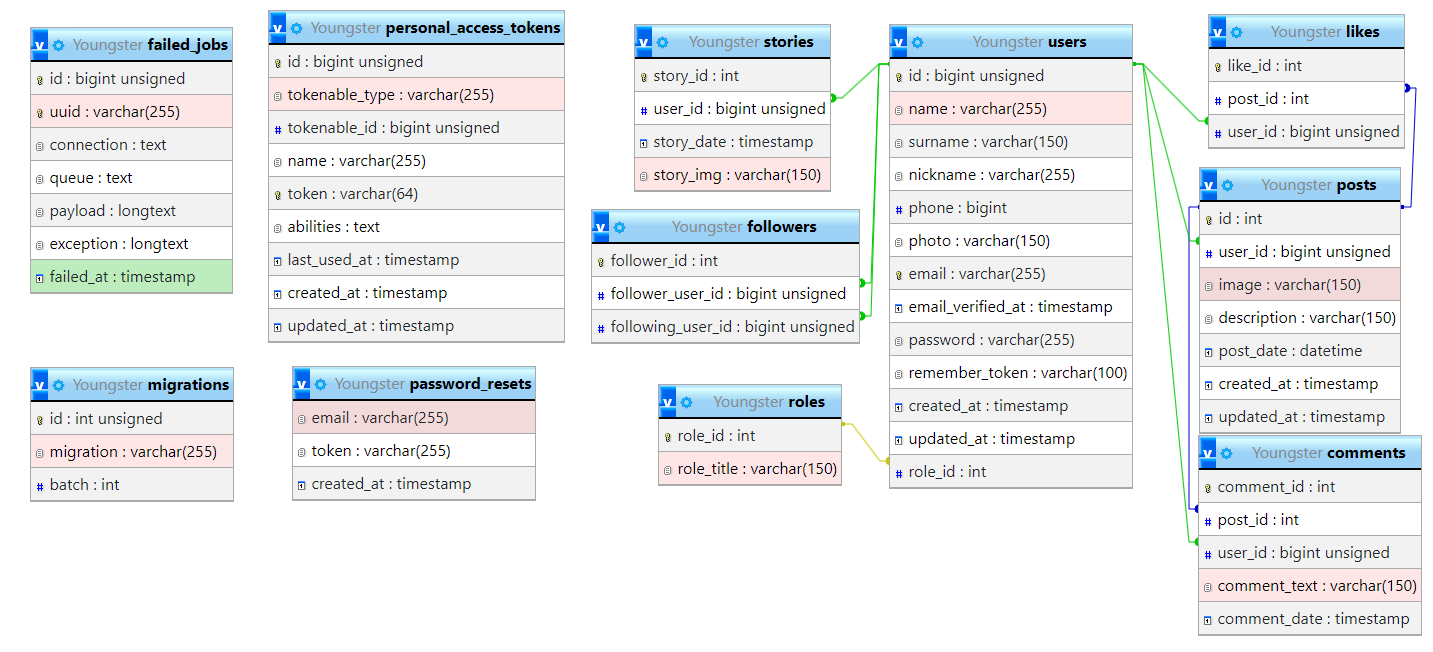 Youngster failed_jobs
id : bigint unsigned
uuid : varchar(255)
connection : text
queue : text
payload : longtext
exception : longtext
failed_at : timestamp
Youngster personal_access_tokens
id : bigint unsigned
tokenable_type : varchar(255)
tokenable_id : bigint unsigned
name : varchar(255)
token : varchar(64)
abilities : text
last_used_at : timestamp
created_at : timestamp
updated_at : timestamp
Youngster stories
story_id : int
user_id : bigint unsigned
story_date : timestamp
story_img : varchar(150)
Youngster followers
follower_id : int
follower_user_id : bigint unsigned
following_user_id : bigint unsigned
Youngster users
id : bigint unsigned
name : varchar(255)
surname : varchar(150)
nickname : varchar(255)
phone : bigint
photo : varchar(150)
email : varchar(255)
email_verified_at : timestamp
password : varchar(255)
remember_token : varchar(100)
created_at : timestamp
updated_at : timestamp
role_id : int
Youngster likes
like_id : int
post_id : int
user_id : bigint unsigned
Youngster posts
id : int
user_id : bigint unsigned
image : varchar(150)
description : varchar(150)
post_date : datetime
created_at : timestamp
updated_at : timestamp
Youngster migrations
id : int unsigned
migration : varchar(255)
batch : int
Youngster password_resets
email : varchar(255)
token : varchar(255)
created_at : timestamp
Youngster roles
role_id : int
role_title : varchar(150)
Youngster comments
comment_id : int
post_id : int
user_id : bigint unsigned
comment_text : varchar(150)
comment_date : timestamp